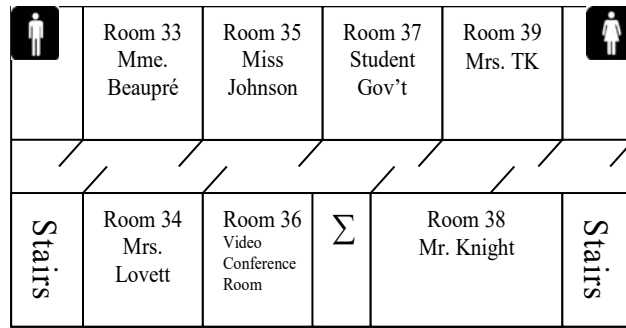 Room 33
Mme.
Beaupré
Room 35
Miss
Johnson
Room 37
Student
Gov’t
Room 39
Mrs. TK
Stairs
Room 34
Mrs.
Lovett
Room 36
Video
Conference
Room
∑
Room 38
Mr. Knight
Stairs